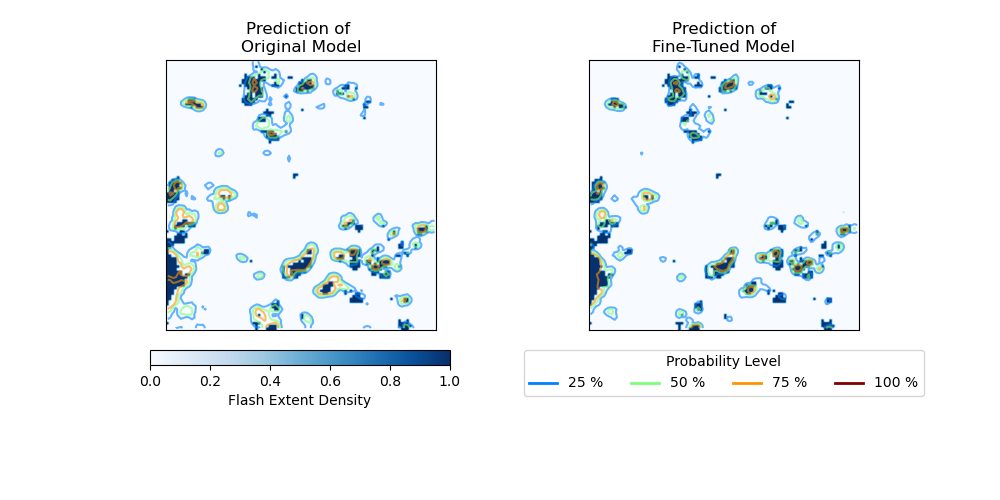 Prediction of
Original Model
Prediction of
Fine-Tuned Model
0.0 0.2 0.4 0.6 0.8 1.0
Flash Extent Density
Probability Level
25 % 50 % 75 % 100 %